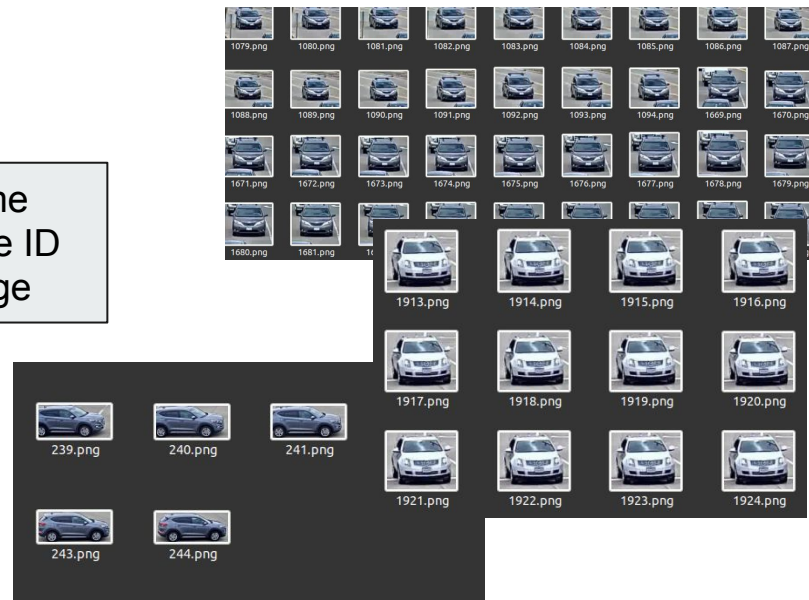 1079.png 1080.png 1081.png 1082.png 1083.png 1084.png 1085.png 1086.png 1087.png
1088.png 1089.png 1090.png 1091.png 1092.png 1093.png 1094.png 1669.png 1670.png
1671.png 1672.png 1673.png 1674.png 1675.png 1676.png 1677.png 1678.png 1679.png
1680.png 1681.png
1913.png 1914.png 1915.png 1916.png
1917.png 1918.png 1919.png 1920.png
1921.png 1922.png 1923.png 1924.png
ID
239.png 240.png 241.png
243.png 244.png